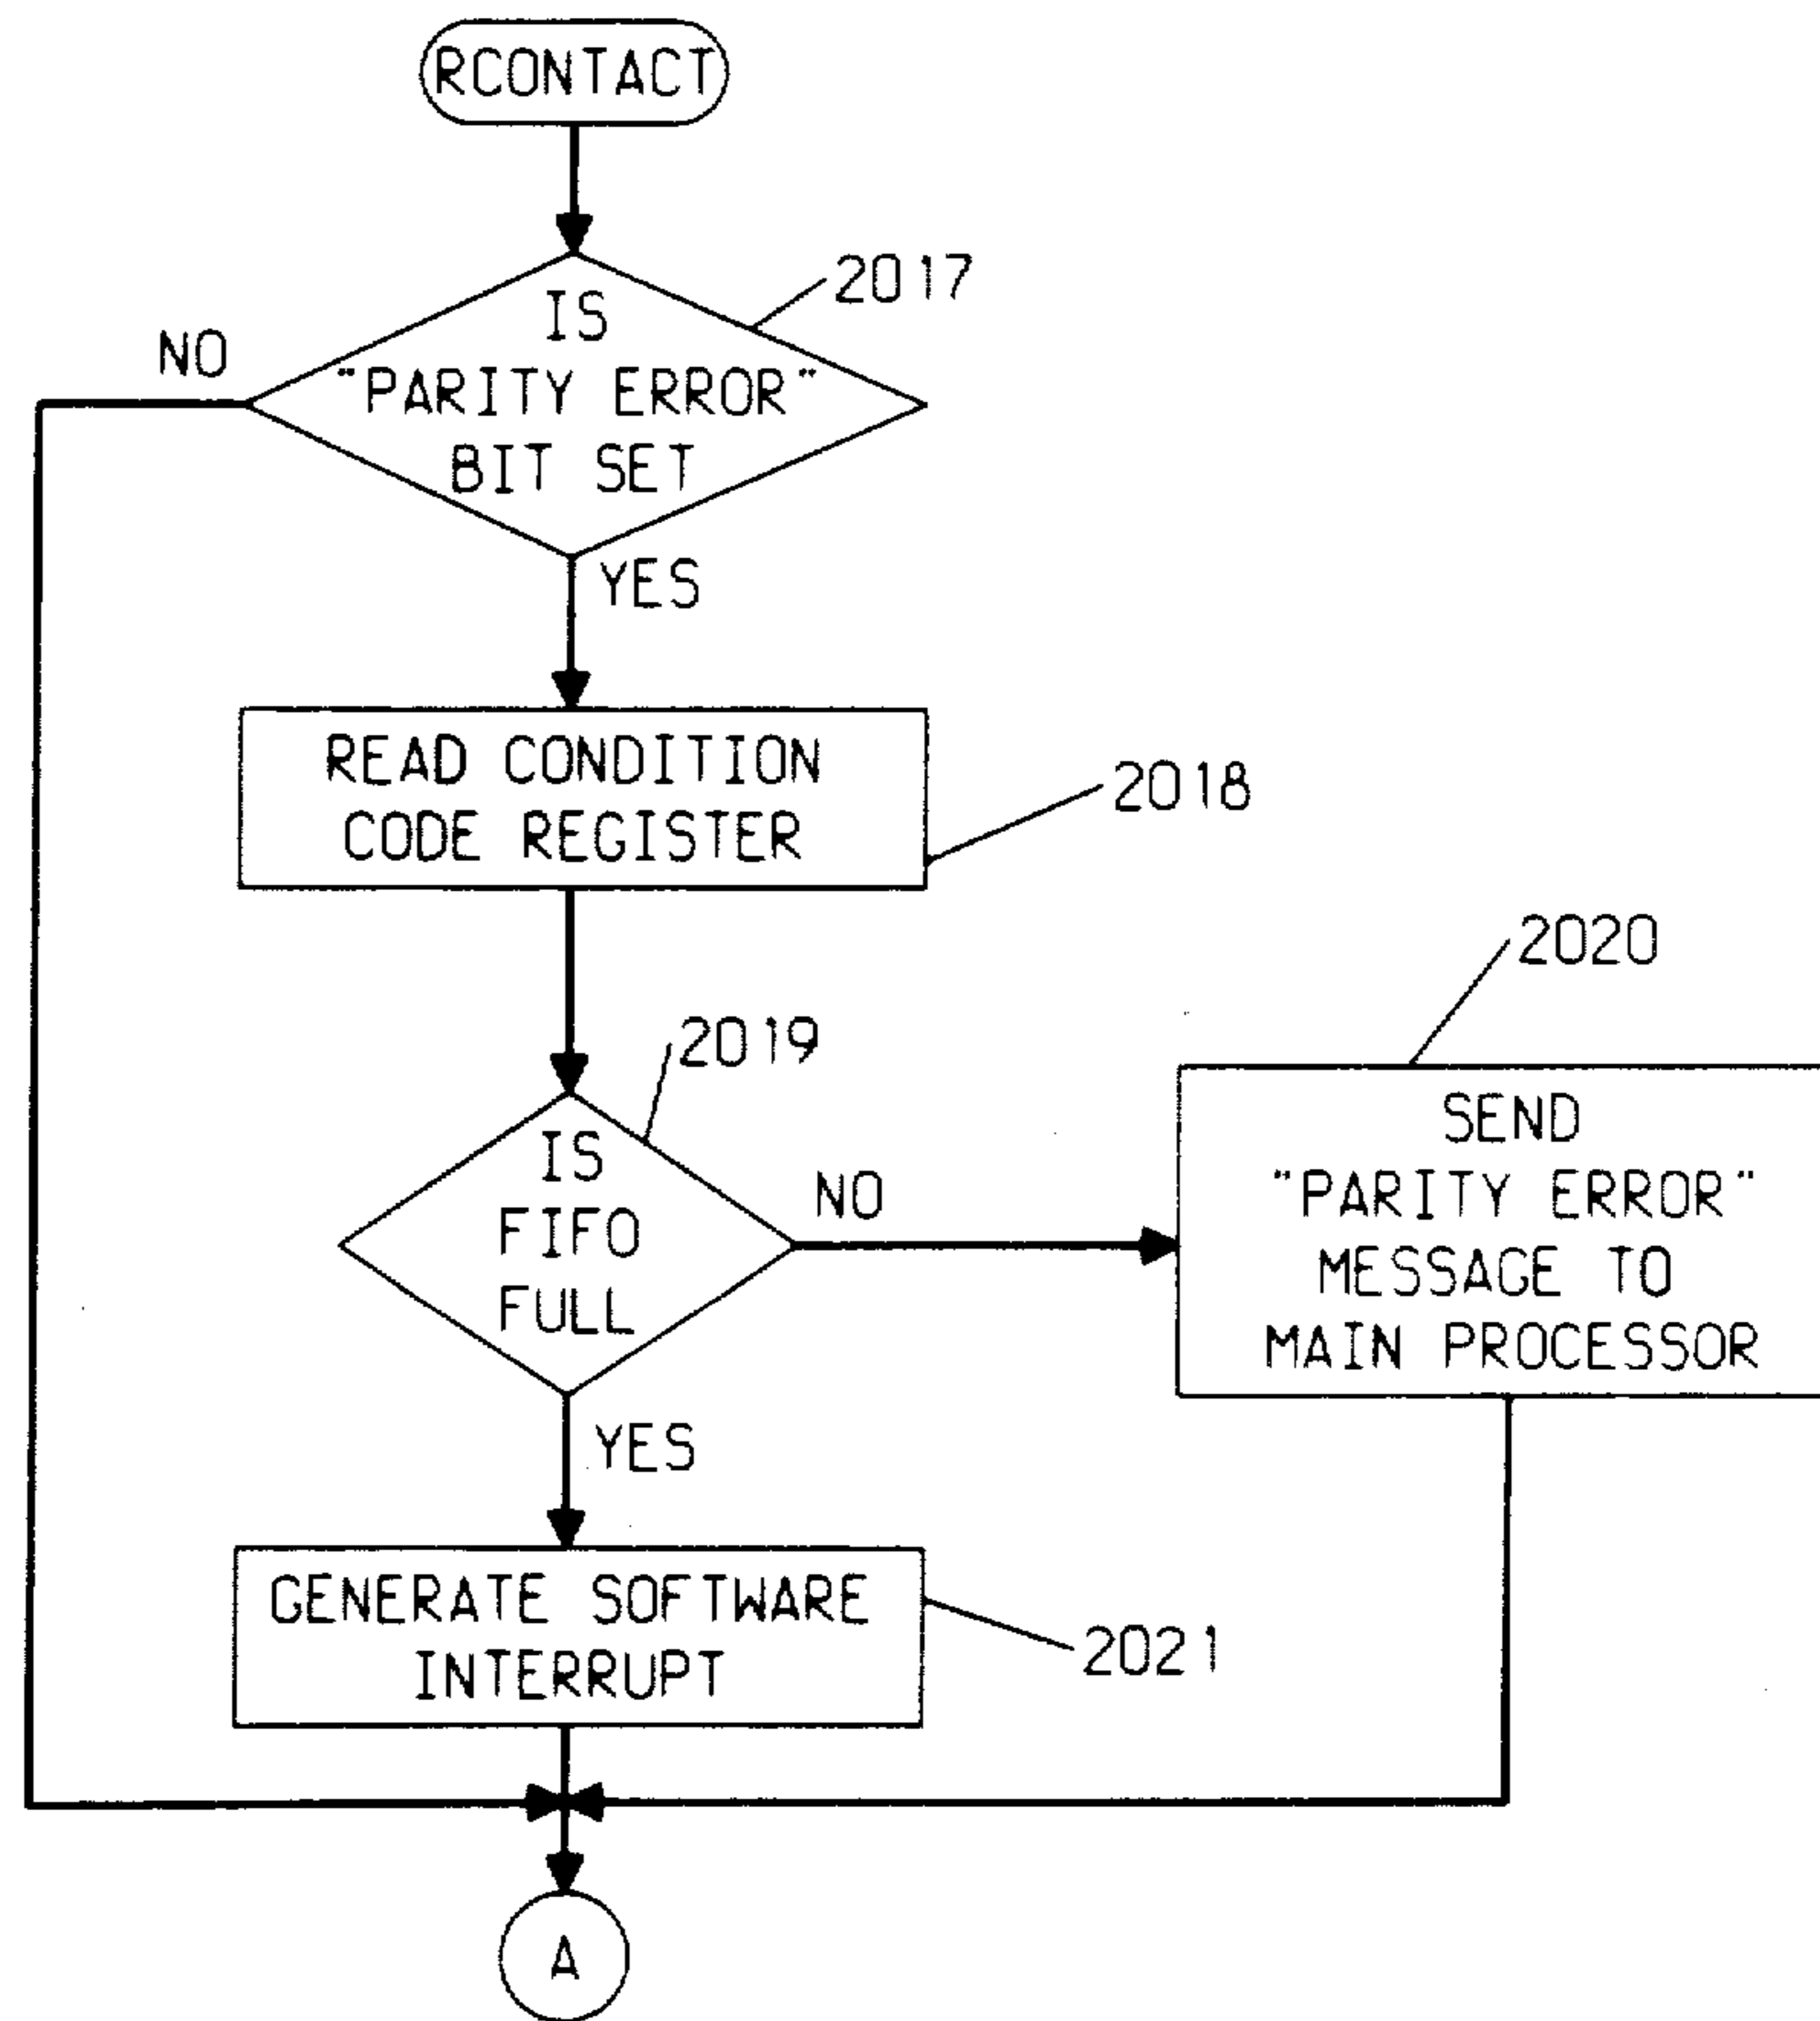 RCONTACT
2017
IS
"PARITY ERROR"
BIT SET
NO
YES
READ CONDITION
CODE REGISTER
2018
2019
IS
FIFO
FULL
NO
YES
2020
SEND
"PARITY ERROR"
MESSAGE TO
MAIN PROCESSOR
GENERATE SOFTWARE
INTERRUPT
2021
A